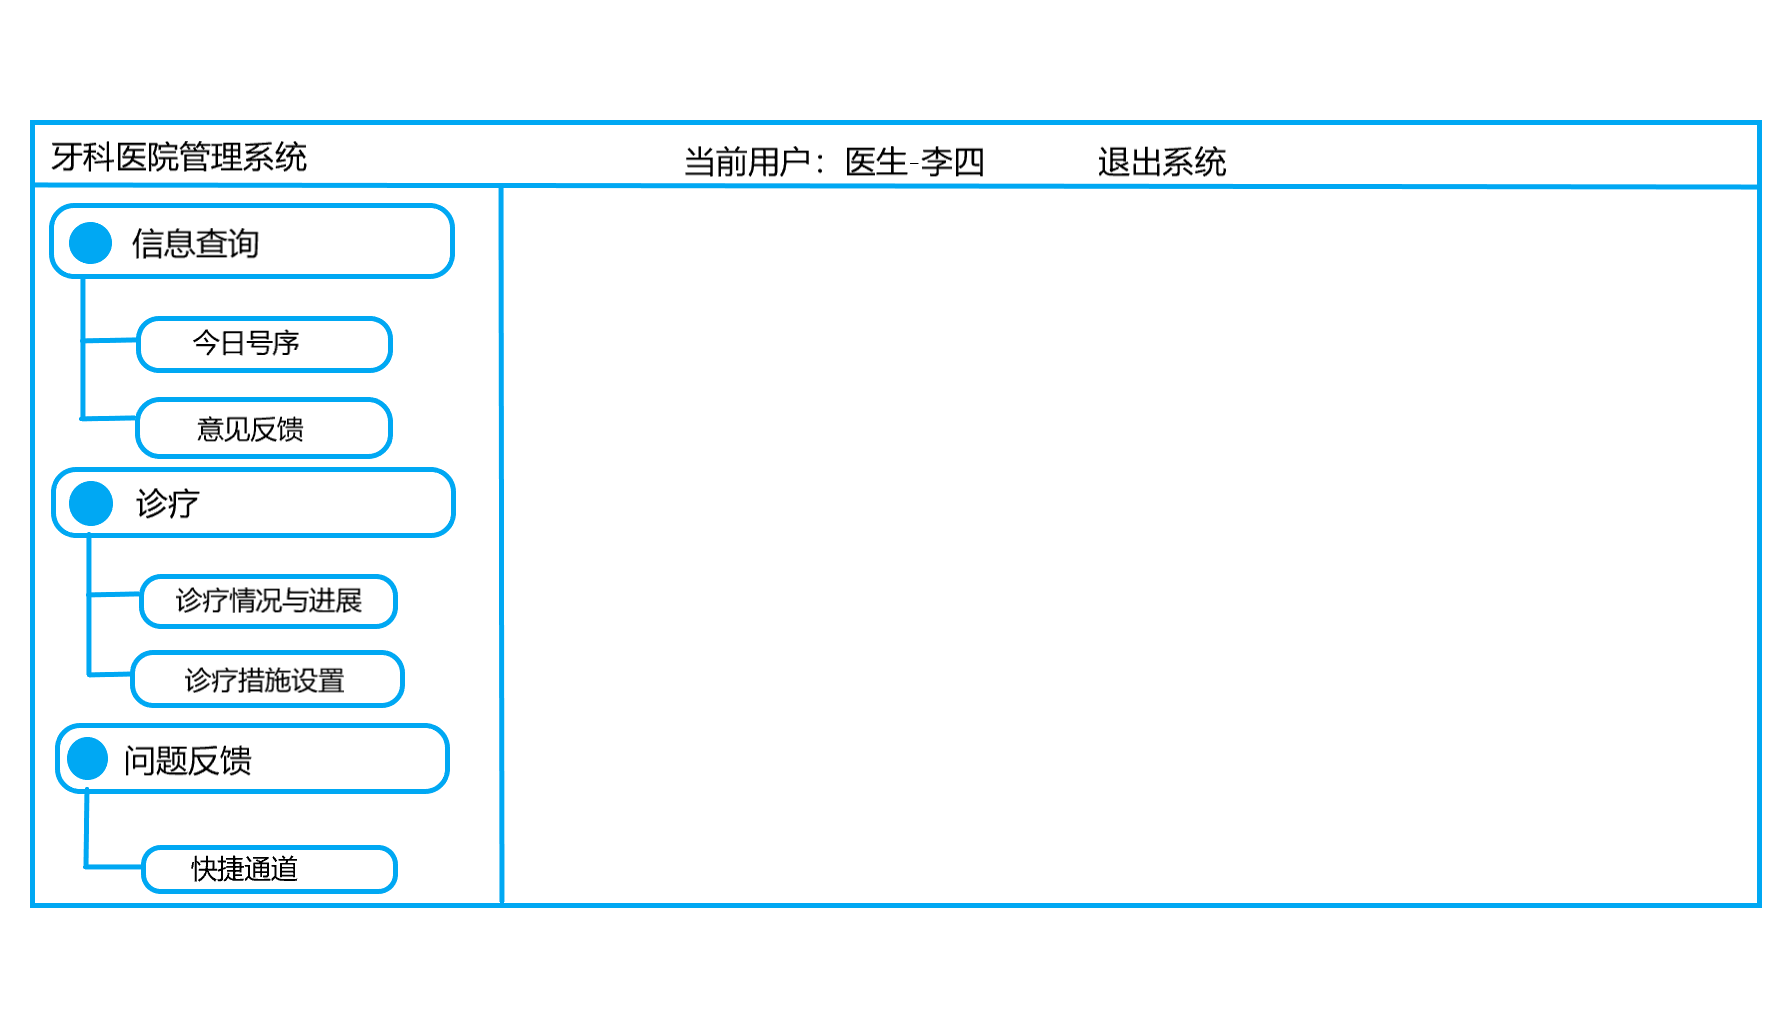 牙科医院管理系统
当前用户：医生-李四
退出系统
信息查询
今日号序
意见反馈
诊疗
诊疗情况与进展
诊疗措施设置
问题反馈
快捷通道